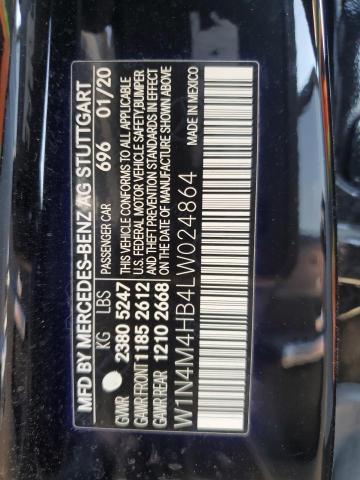 MFD BY MERCEDES-BENZ AG STUTTGART
PASSENGER CAR 696 01/20
KG LBS
GVWR 2380 5247
GAWR-FRONT 1185 2612
GAWR-REAR 1210 2668
THIS VEHICLE CONFORMS TO ALL APPLICABLE
U.S. FEDERAL MOTOR VEHICLE SAFETY,BUMPER
AND THEFT PREVENTION STANDARDS IN EFFECT
ON THE DATE OF MANUFACTURE SHOWN ABOVE
MADE IN MEXICO
W1N4M4HB4LW024864